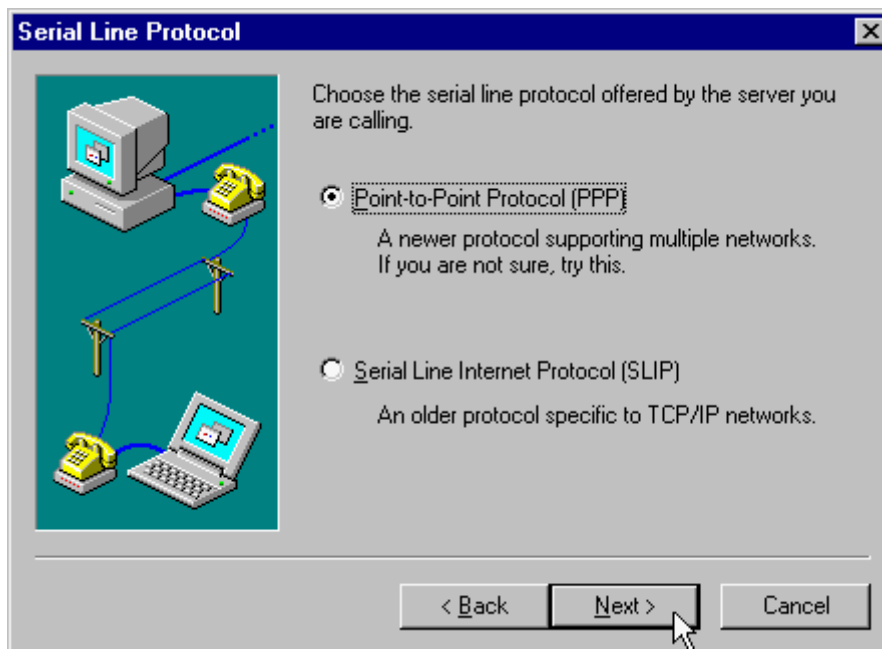 Serial Line Protocol
Choose the serial line protocol offered by the server you
are calling.
Point-to-Point Protocol (PPP)
A newer protocol supporting multiple networks.
If you are not sure, try this.
Serial Line Internet Protocol (SLIP)
An older protocol specific to TCP/IP networks.
< Back
Next >
Cancel